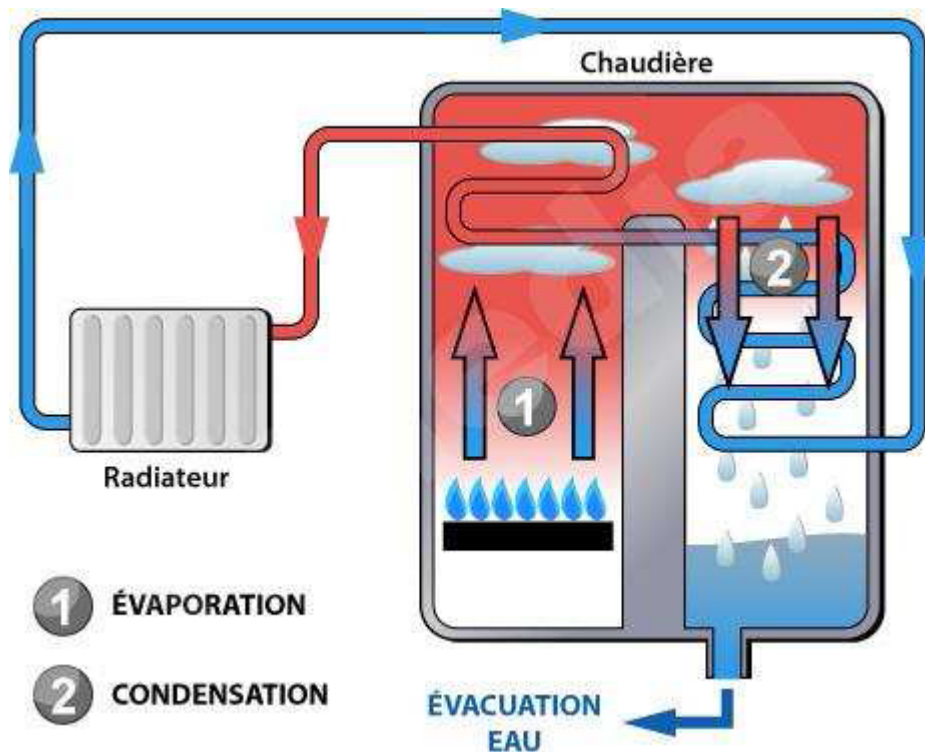 Chaudière
2
1
Radiateur
1 ÉVAPORATION
2 CONDENSATION
ÉVACUATION
EAU